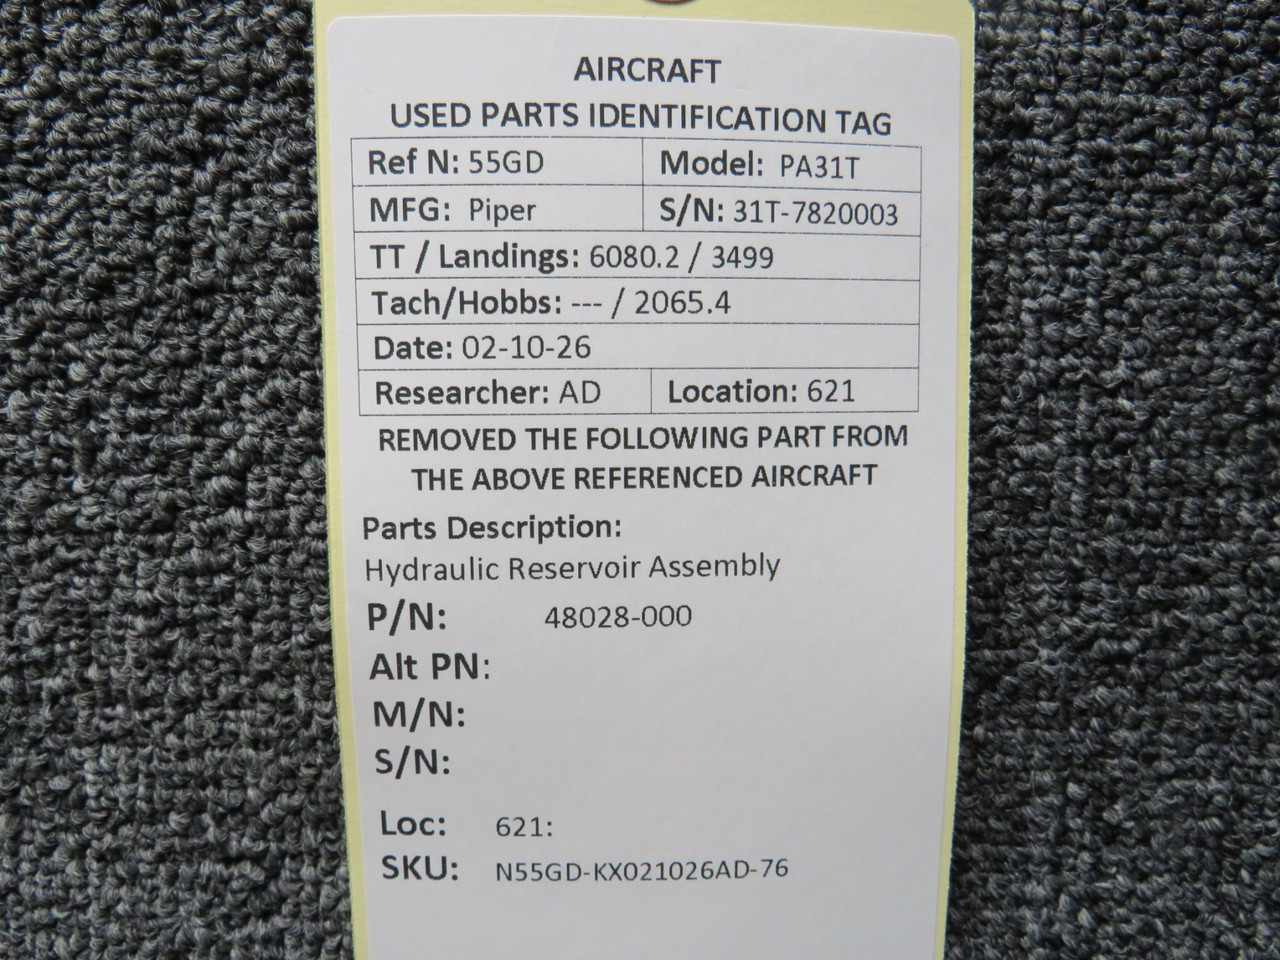 AIRCRAFT
USED PARTS IDENTIFICATION TAG
Ref N: 55GD Model: PA31T
MFG: Piper S/N: 31T-7820003
TT / Landings: 6080.2 / 3499
Tach/Hobbs: --- / 2065.4
Date: 02-10-26
Researcher: AD Location: 621
REMOVED THE FOLLOWING PART FROM
THE ABOVE REFERENCED AIRCRAFT
Parts Description:
Hydraulic Reservoir Assembly
P/N: 48028-000
Alt PN:
M/N:
S/N:
Loc: 621:
SKU: N55GD-KX021026AD-76